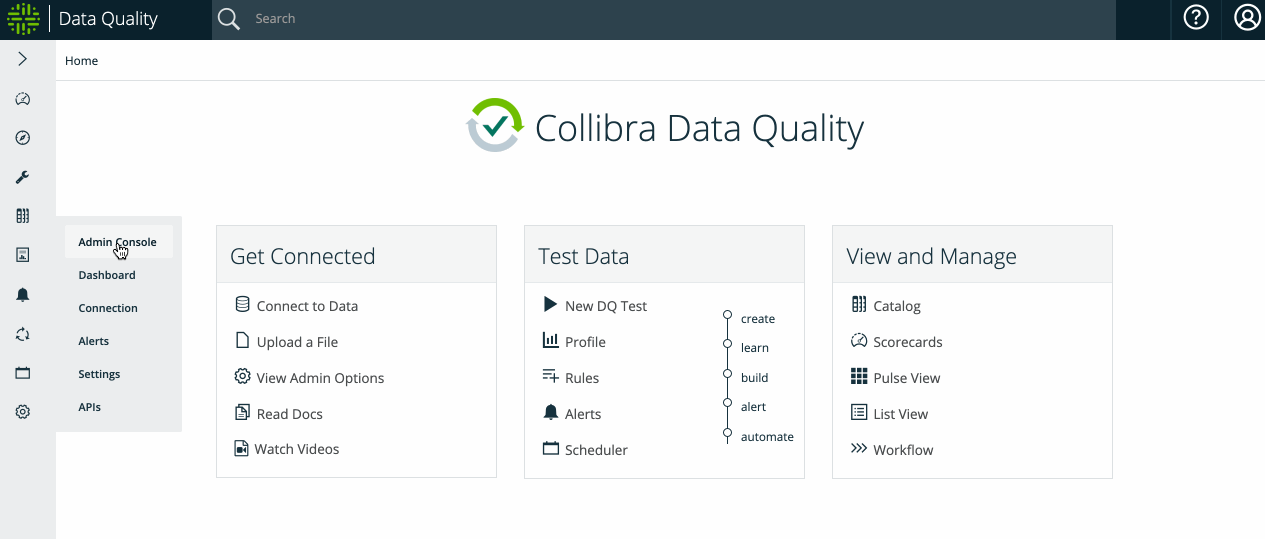 Data Quality
Search
Home
Collibra Data Quality
Admin Console
Dashboard
Connection
Alerts
Settings
APIs
Get Connected
Connect to Data
Upload a File
View Admin Options
Read Docs
Watch Videos
Test Data
New DQ Test
Profile
Rules
Alerts
Scheduler
create
learn
build
alert
automate
View and Manage
Catalog
Scorecards
Pulse View
List View
Workflow